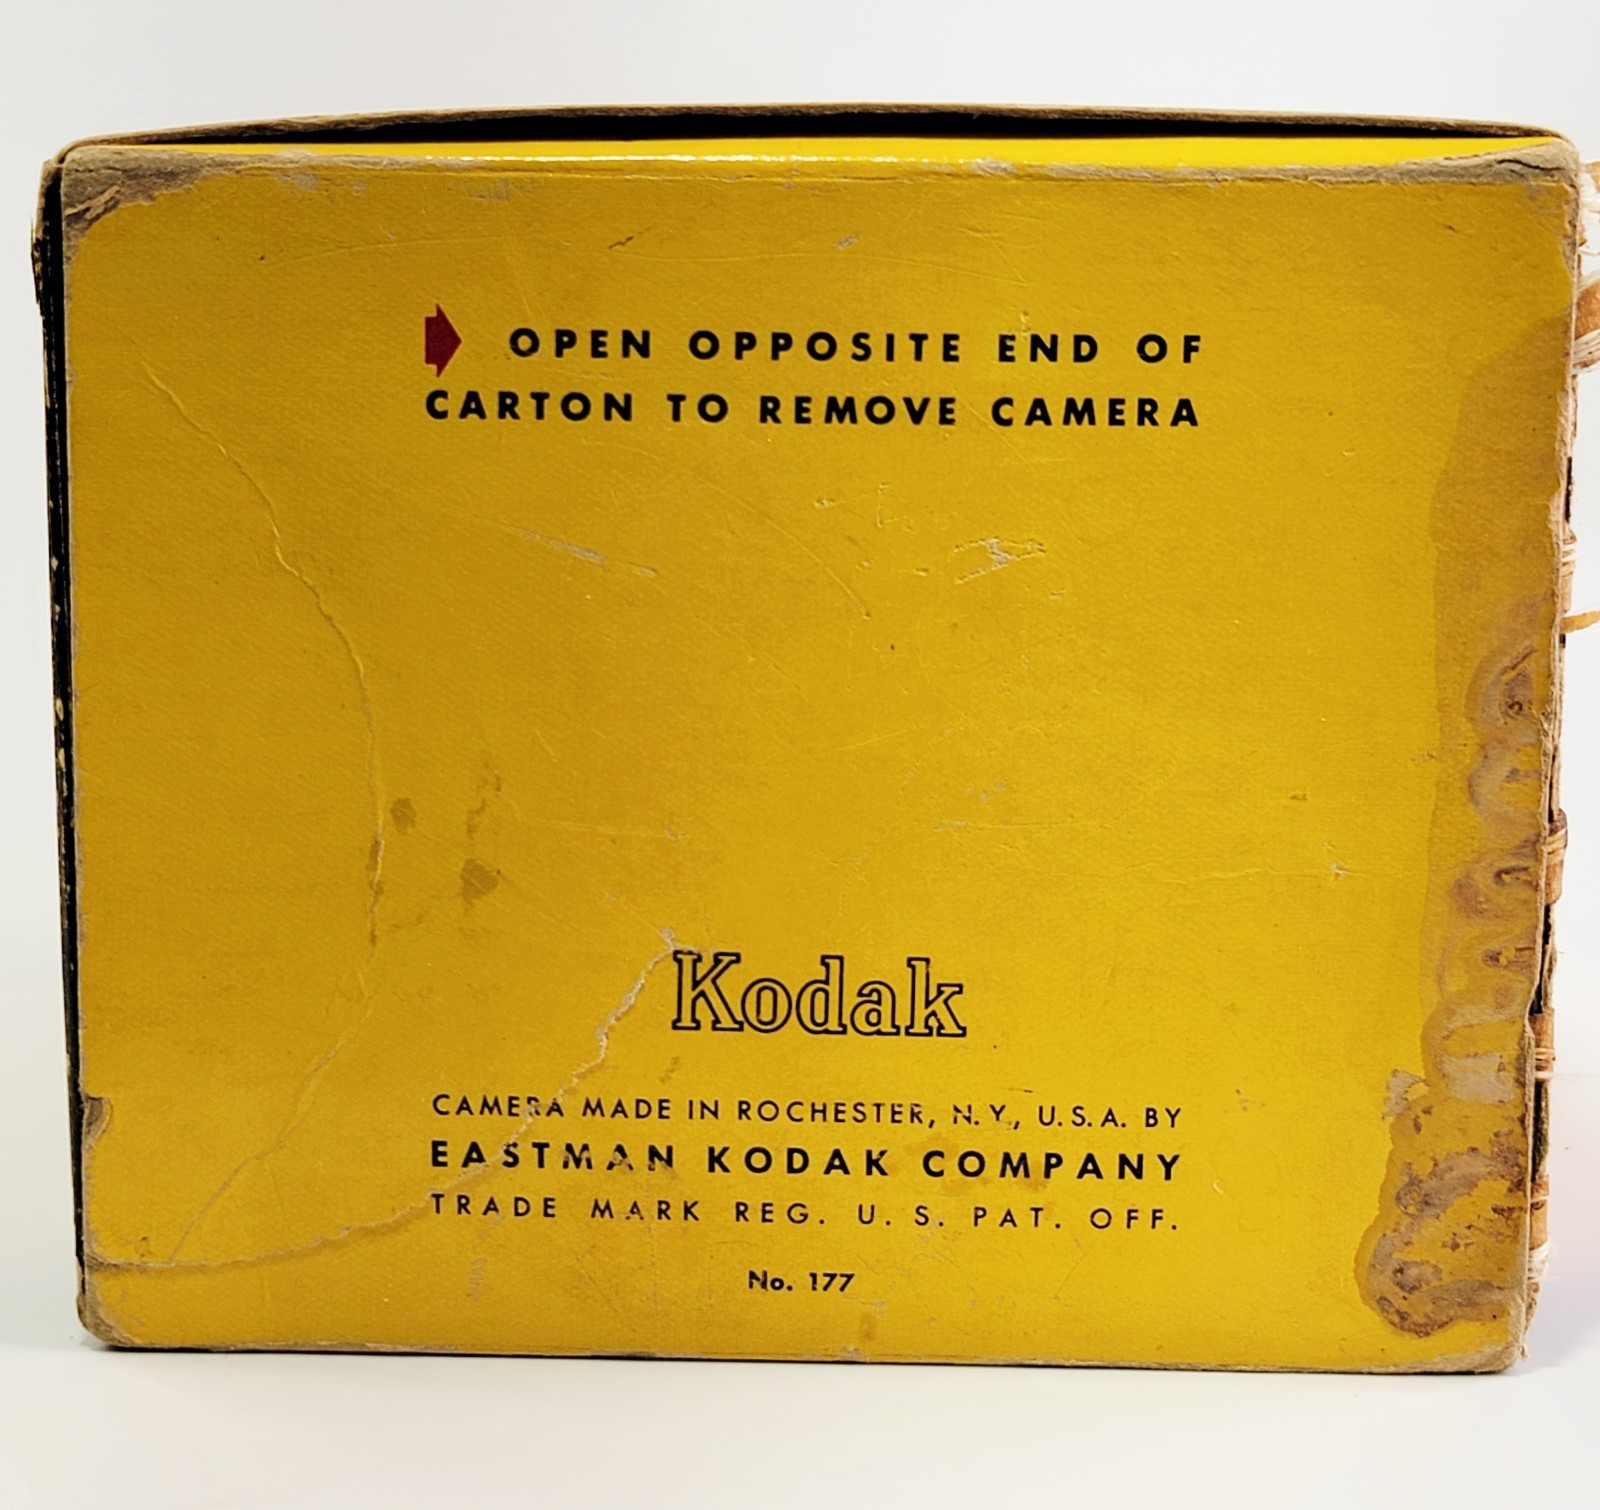 OPEN OPPOSITE END OF
CARTON TO REMOVE CAMERA
Kodak
CAMERA MADE IN ROCHESTER, N.Y., U.S.A. BY
EASTMAN KODAK COMPANY
TRADE MARK REG. U.S. PAT. OFF.
No. 177